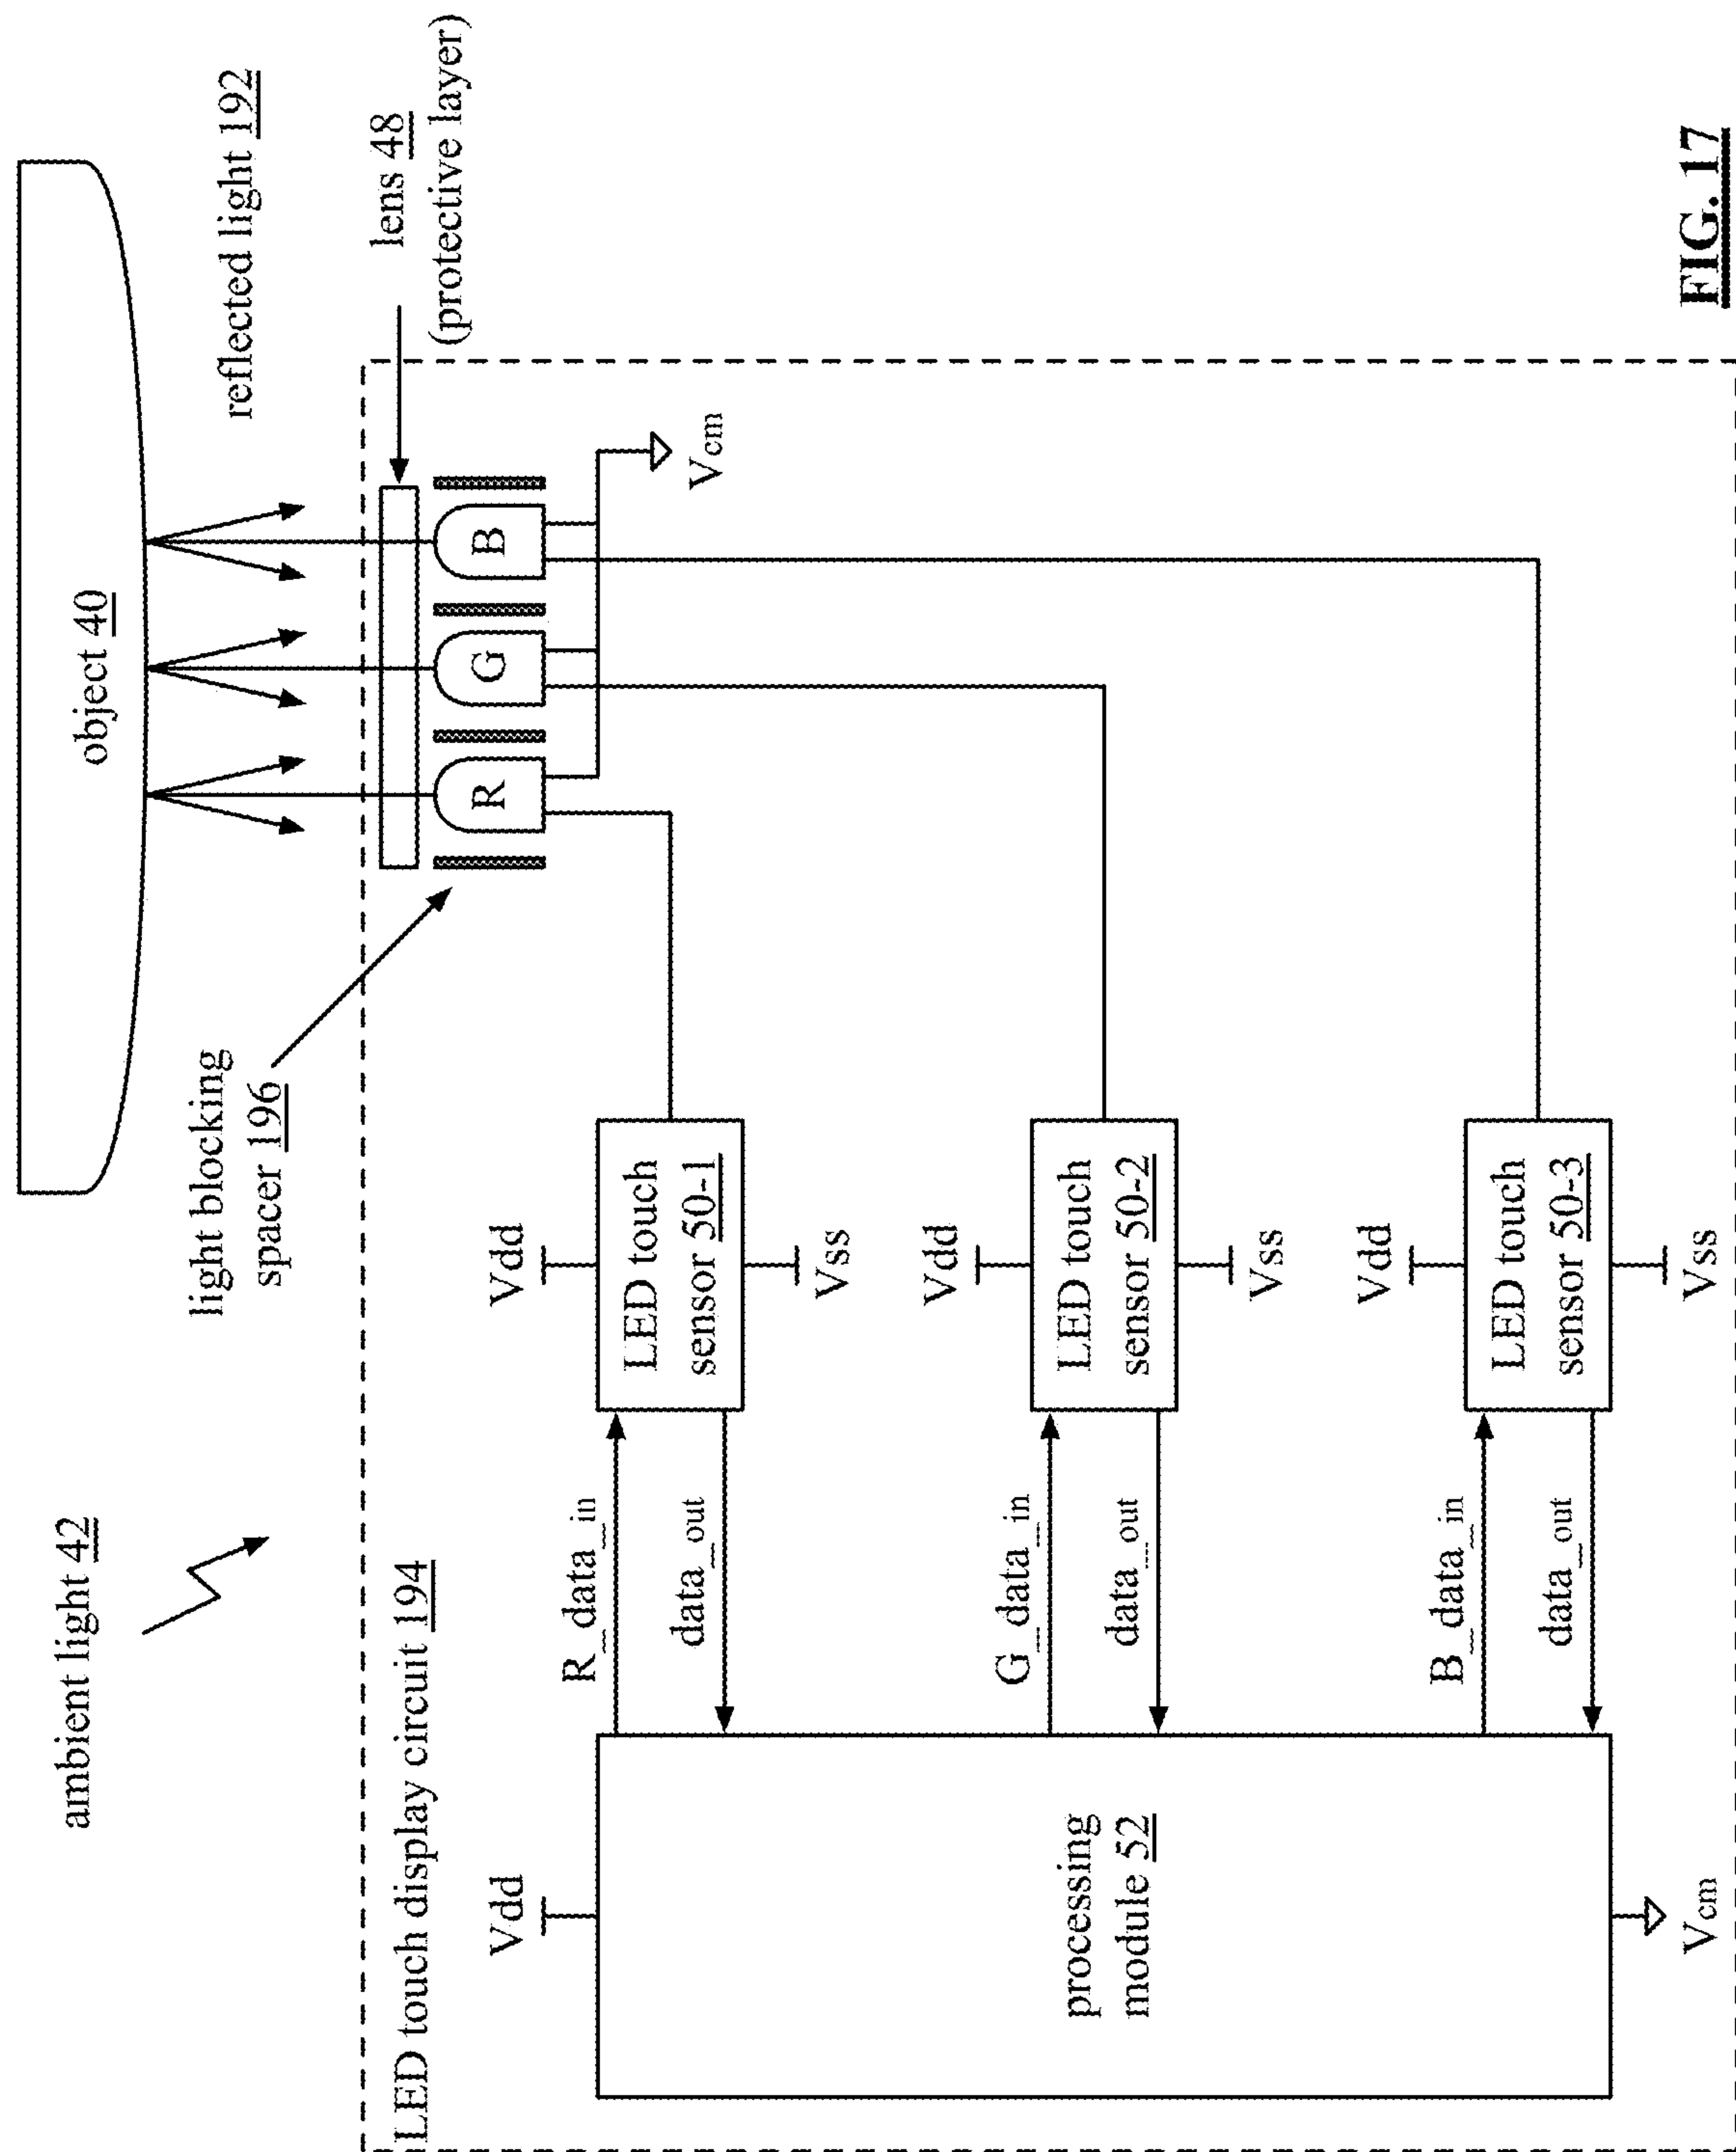 ambient light 42
object 40
light blocking
spacer 196
reflected light 192
lens 48
(protective layer)
LED touch display circuit 194
R
G
B
Vcm
Vdd
processing
module 52
Vcm
R_data_in
data_out
Vdd
LED touch
sensor 50-1
Vss
G_data_in
data_out
Vdd
LED touch
sensor 50-2
Vss
B_data_in
data_out
Vdd
LED touch
sensor 50-3
Vss
FIG. 17